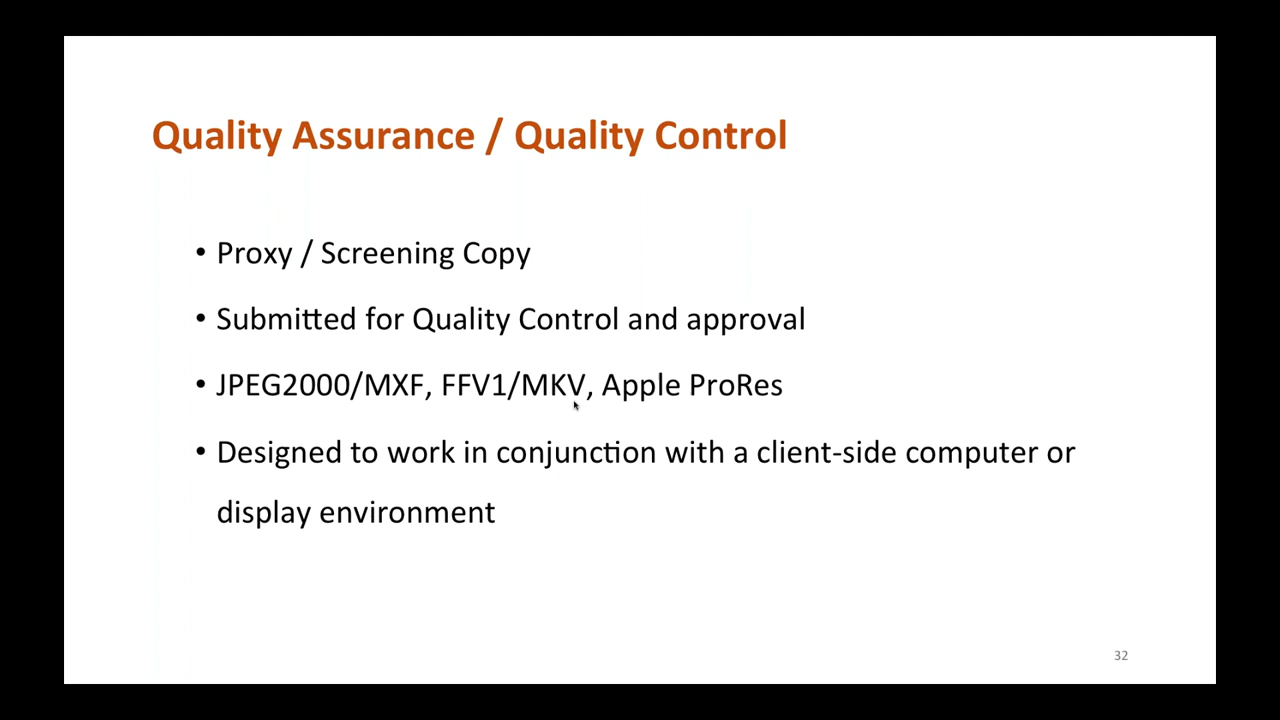 Quality Assurance / Quality Control
• Proxy / Screening Copy
• Submitted for Quality Control and approval
• JPEG2000/MXF, FFV1/MKV, Apple ProRes
• Designed to work in conjunction with a client-side computer or
display environment
32